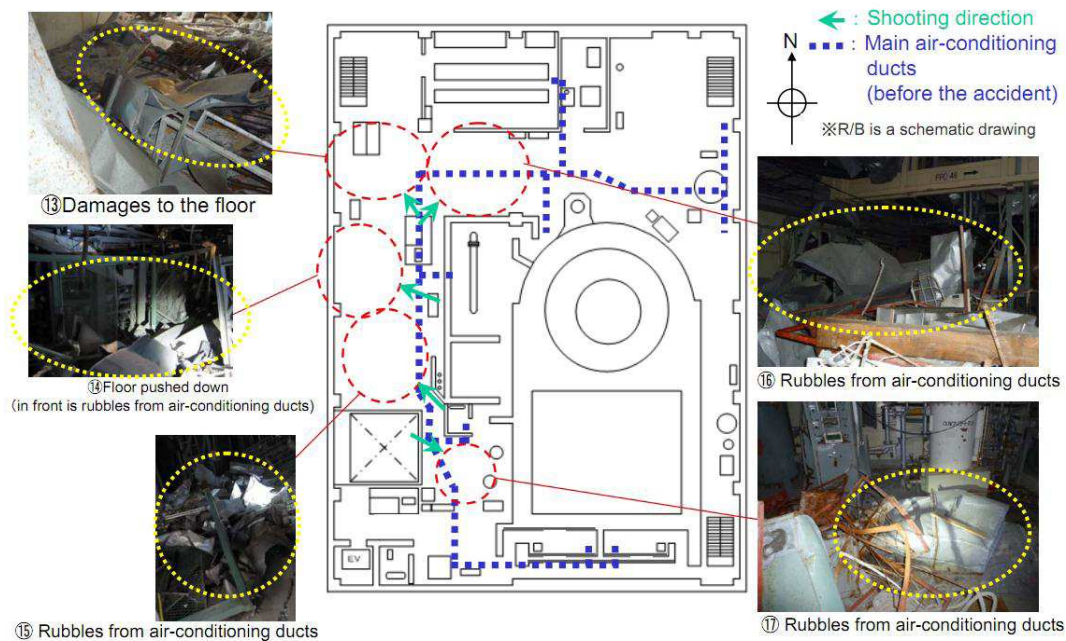 : Shooting direction
: Main air-conditioning
ducts
(before the accident)
※R/B is a schematic drawing
N
⑬Damages to the floor
FPC 46
⑭Floor pushed down
(in front is rubbles from air-conditioning ducts)
⑯ Rubbles from air-conditioning ducts
EV
⑮ Rubbles from air-conditioning ducts
⑰ Rubbles from air-conditioning ducts